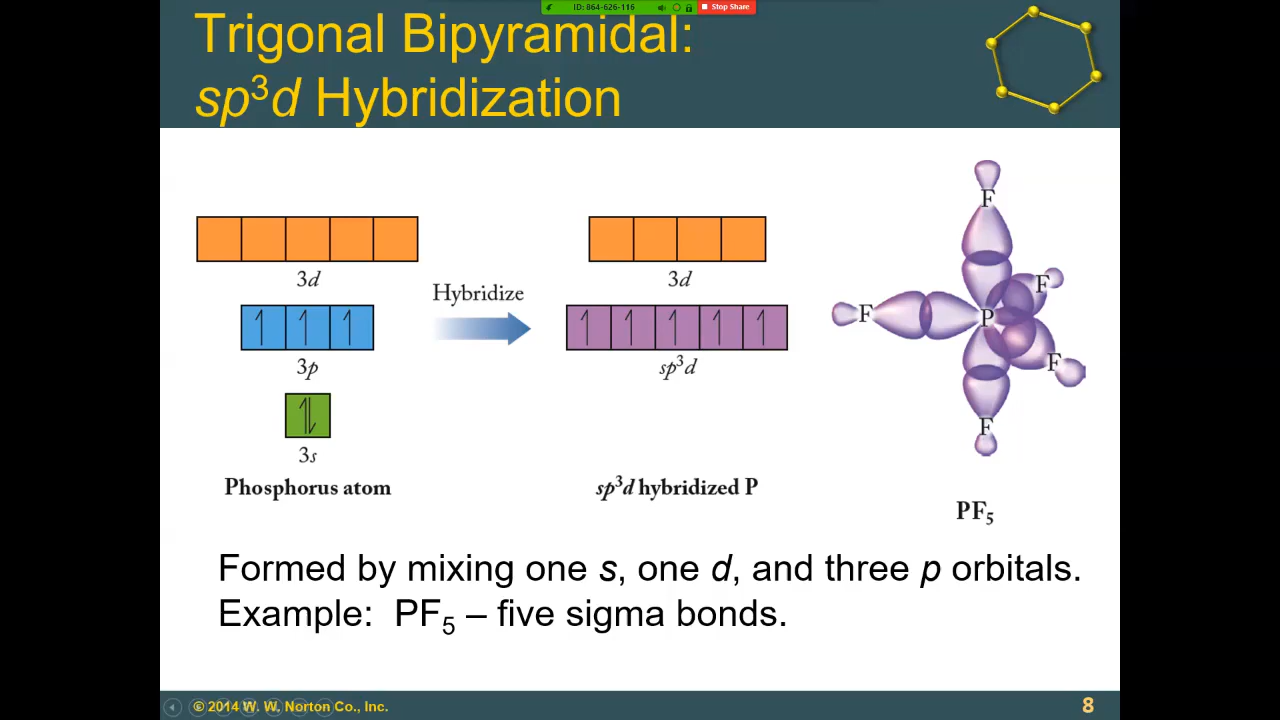 ID: 864-626-116 Stop Share
Trigonal Bipyramidal:
sp³d Hybridization
3d
3p
3s
Phosphorus atom
Hybridize
3d
sp³d
sp³d hybridized P
F
F
F
P
F
F
PF₅
Formed by mixing one s, one d, and three p orbitals.
Example: PF₅ – five sigma bonds.
© 2014 W. W. Norton Co., Inc.
8